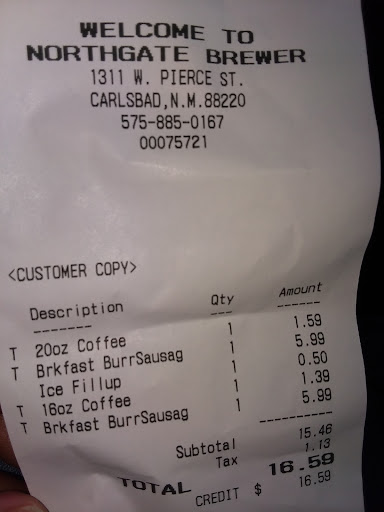 WELCOME TO
NORTHGATE BREWER
1311 W. PIERCE ST.
CARLSBAD,N.M.88220
575-885-0167
00075721
<CUSTOMER COPY>
Description Qty Amount
------- --- ------
T 20oz Coffee 1 1.59
T Brkfast BurrSausag 1 5.99
Ice Fillup 1 0.50
T 16oz Coffee 1 1.39
T Brkfast BurrSausag 1 5.99
----------
Subtotal 15.46
Tax 1.13
TOTAL 16.59
CREDIT $ 16.59